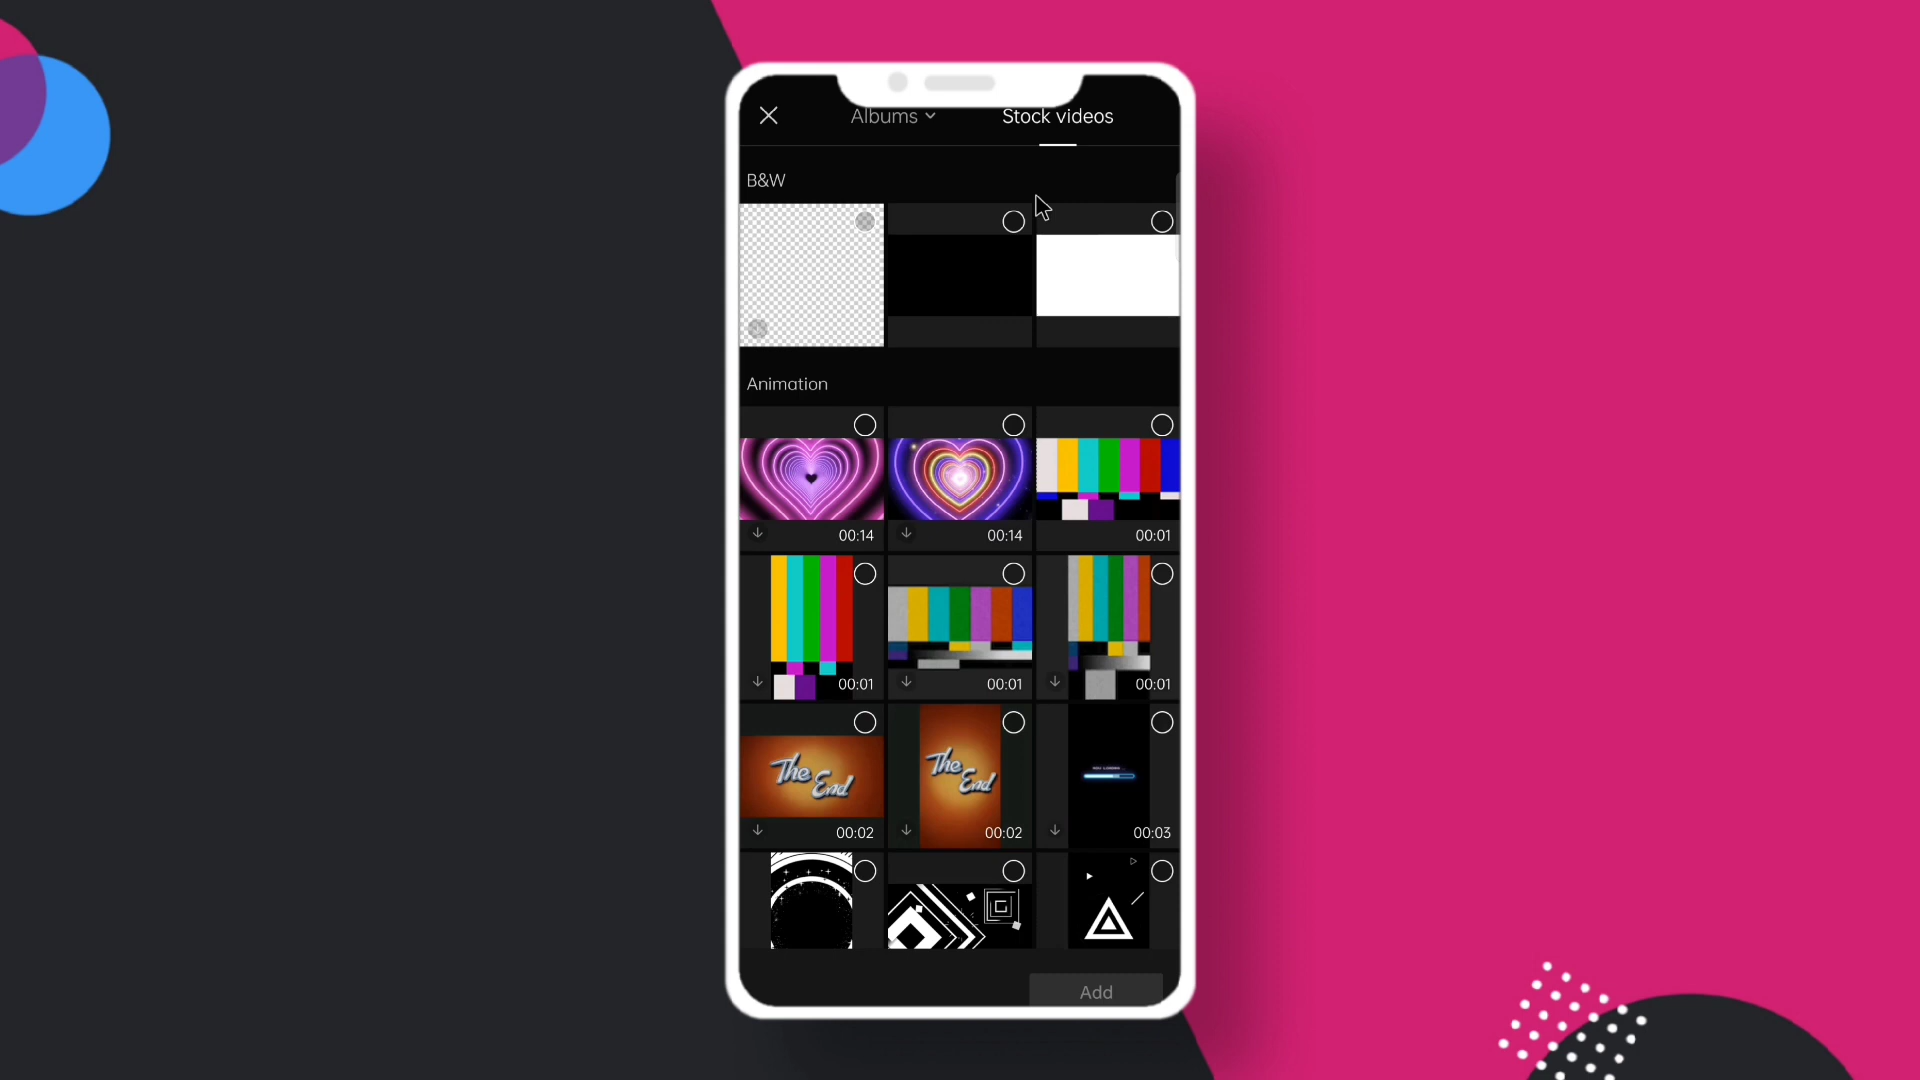 Albums
Stock videos
B&W
Animation
00:14
00:14
00:01
00:01
00:01
00:01
The End
00:02
The End
00:02
00:03
Add